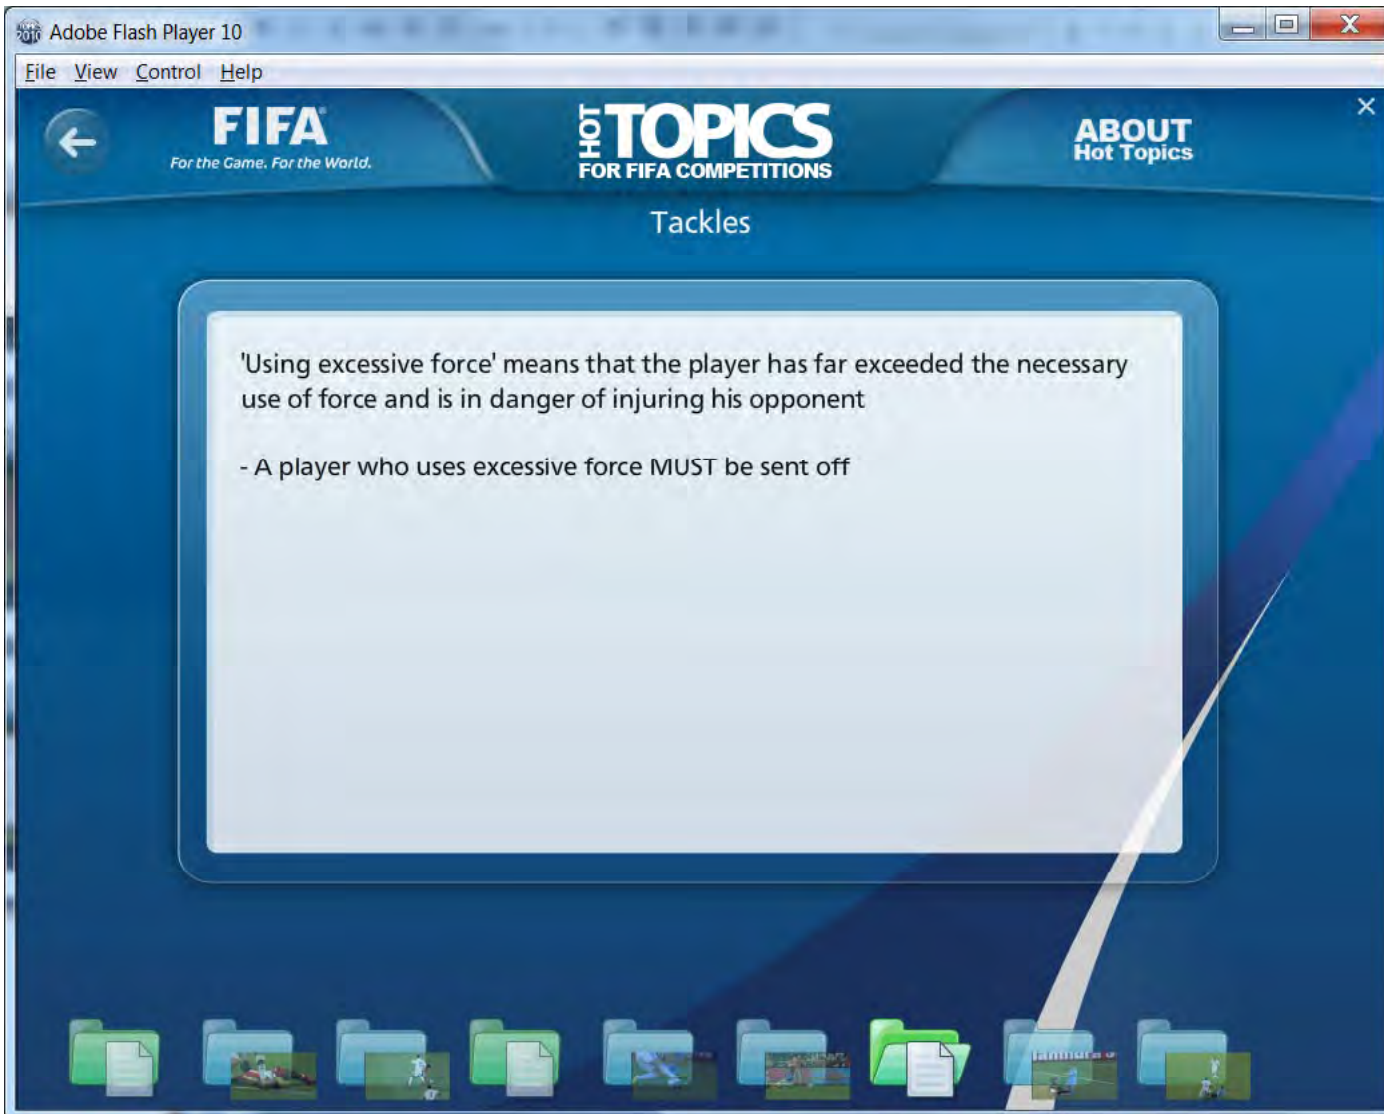 Adobe Flash Player 10
File View Control Help
FIFA
For the Game. For the World.
HOT TOPICS
FOR FIFA COMPETITIONS
ABOUT
Hot Topics
Tackles
'Using excessive force' means that the player has far exceeded the necessary
use of force and is in danger of injuring his opponent
- A player who uses excessive force MUST be sent off